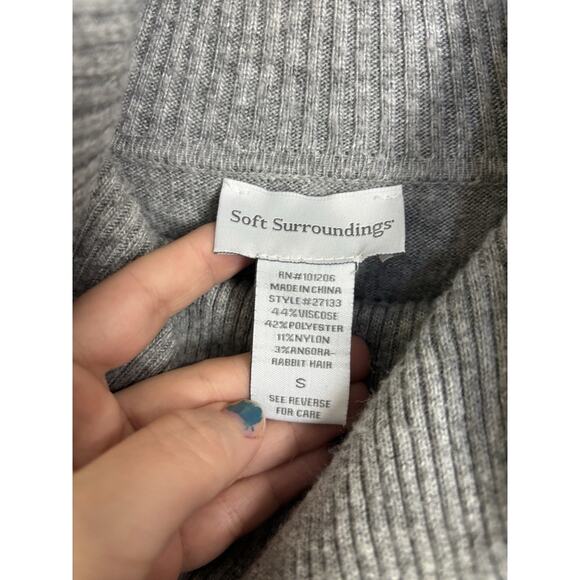 Soft Surroundings
RN#101206
MADE IN CHINA
STYLE#27133
44%VISCOSE
42%POLYESTER
11%NYLON
3%ANGORA-
RABBIT HAIR
S
SEE REVERSE
FOR CARE